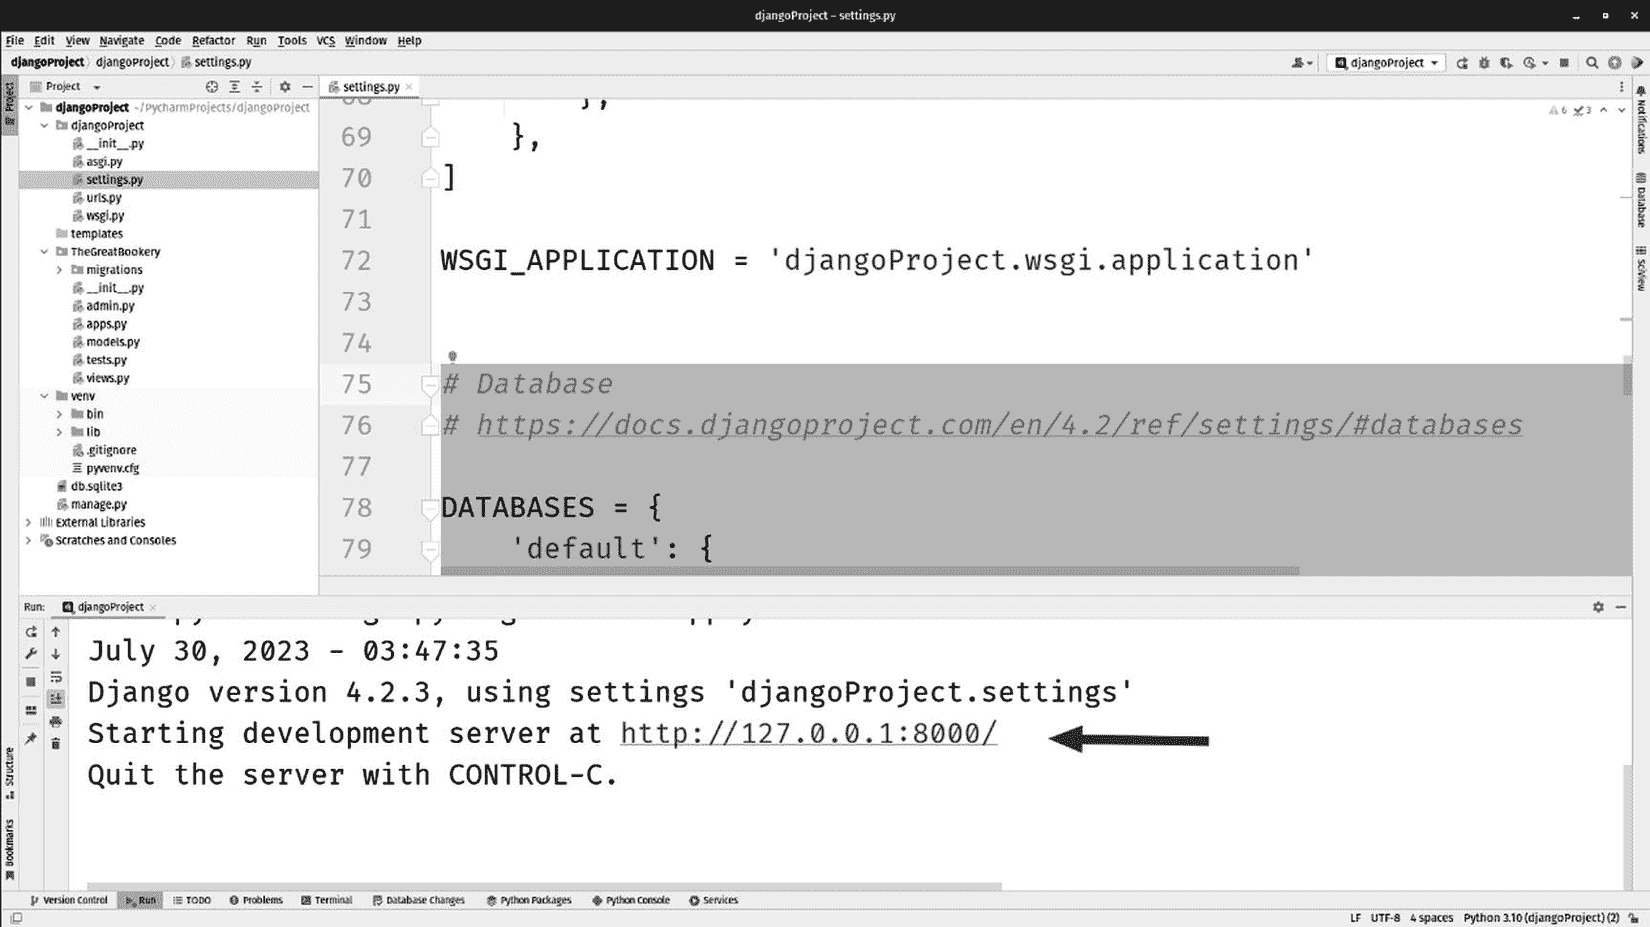 djangoProject – settings.py
File Edit View Navigate Code Refactor Run Tools VCS Window Help
djangoProject djangoProject settings.py
djangoProject
Project
settings.py
6 3
Project
Notifications
Database
SciView
djangoProject ~/PycharmProjects/djangoProject
djangoProject
__init__.py
asgi.py
settings.py
urls.py
wsgi.py
templates
TheGreatBookery
migrations
__init__.py
admin.py
apps.py
models.py
tests.py
views.py
venv
bin
lib
.gitignore
pyvenv.cfg
db.sqlite3
manage.py
External Libraries
Scratches and Consoles
68 },
69 },
70 ]
71
72 WSGI_APPLICATION = 'djangoProject.wsgi.application'
73
74
75 # Database
76 # https://docs.djangoproject.com/en/4.2/ref/settings/#databases
77
78 DATABASES = {
79 'default': {
Run: djangoProject
July 30, 2023 - 03:47:35
Django version 4.2.3, using settings 'djangoProject.settings'
Starting development server at http://127.0.0.1:8000/
Quit the server with CONTROL-C.
Structure
Bookmarks
Version Control Run TODO Problems Terminal Database Changes Python Packages Python Console Services
LF UTF-8 4 spaces Python 3.10 (djangoProject) (2)